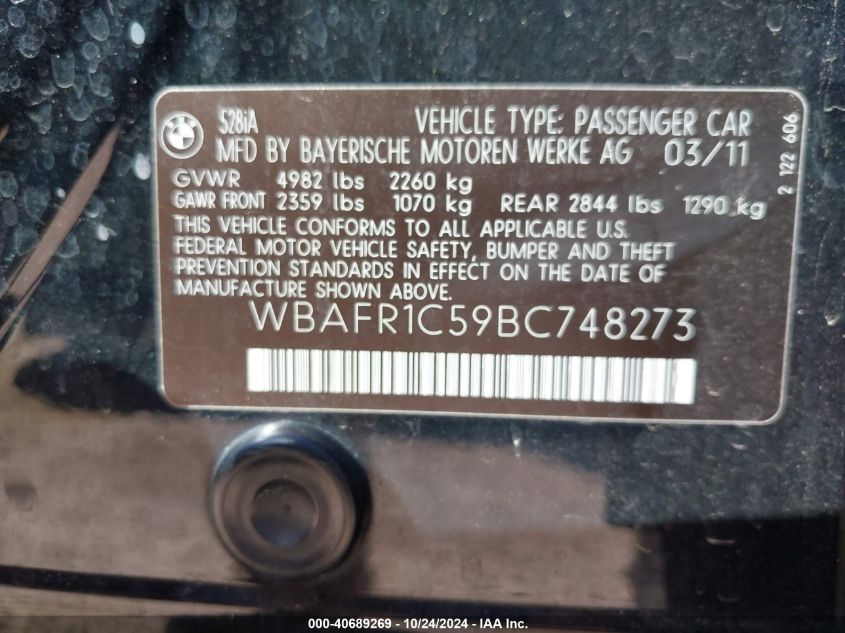 BMW
528iA VEHICLE TYPE: PASSENGER CAR
MFD BY BAYERISCHE MOTOREN WERKE AG 03/11
GVWR 4982 lbs 2260 kg
GAWR FRONT 2359 lbs 1070 kg REAR 2844 lbs 1290 kg
THIS VEHICLE CONFORMS TO ALL APPLICABLE U.S.
FEDERAL MOTOR VEHICLE SAFETY, BUMPER AND THEFT
PREVENTION STANDARDS IN EFFECT ON THE DATE OF
MANUFACTURE SHOWN ABOVE.
WBAFR1C59BC748273
2 122 606
000-40689269 - 10/24/2024 - IAA Inc.